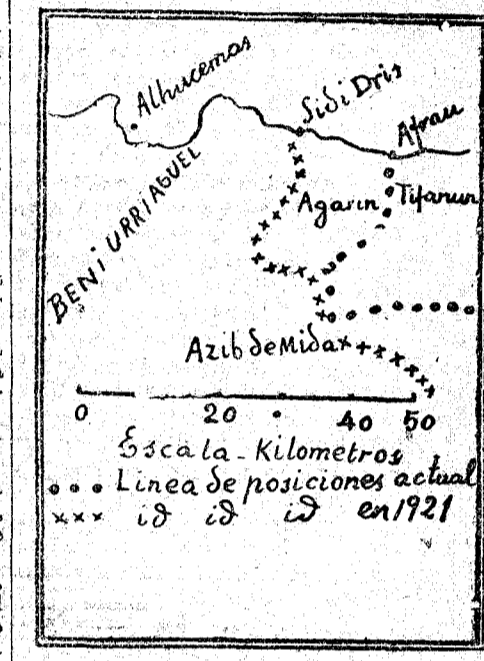 Alhucemas
Sidi Dris
Afrau
BENI URRIAGUEL
Agarin
Tifanun
Azib de Midar
0 20 40 50
Escala - Kilometros
Linea de posiciones actual
id id id en 1921